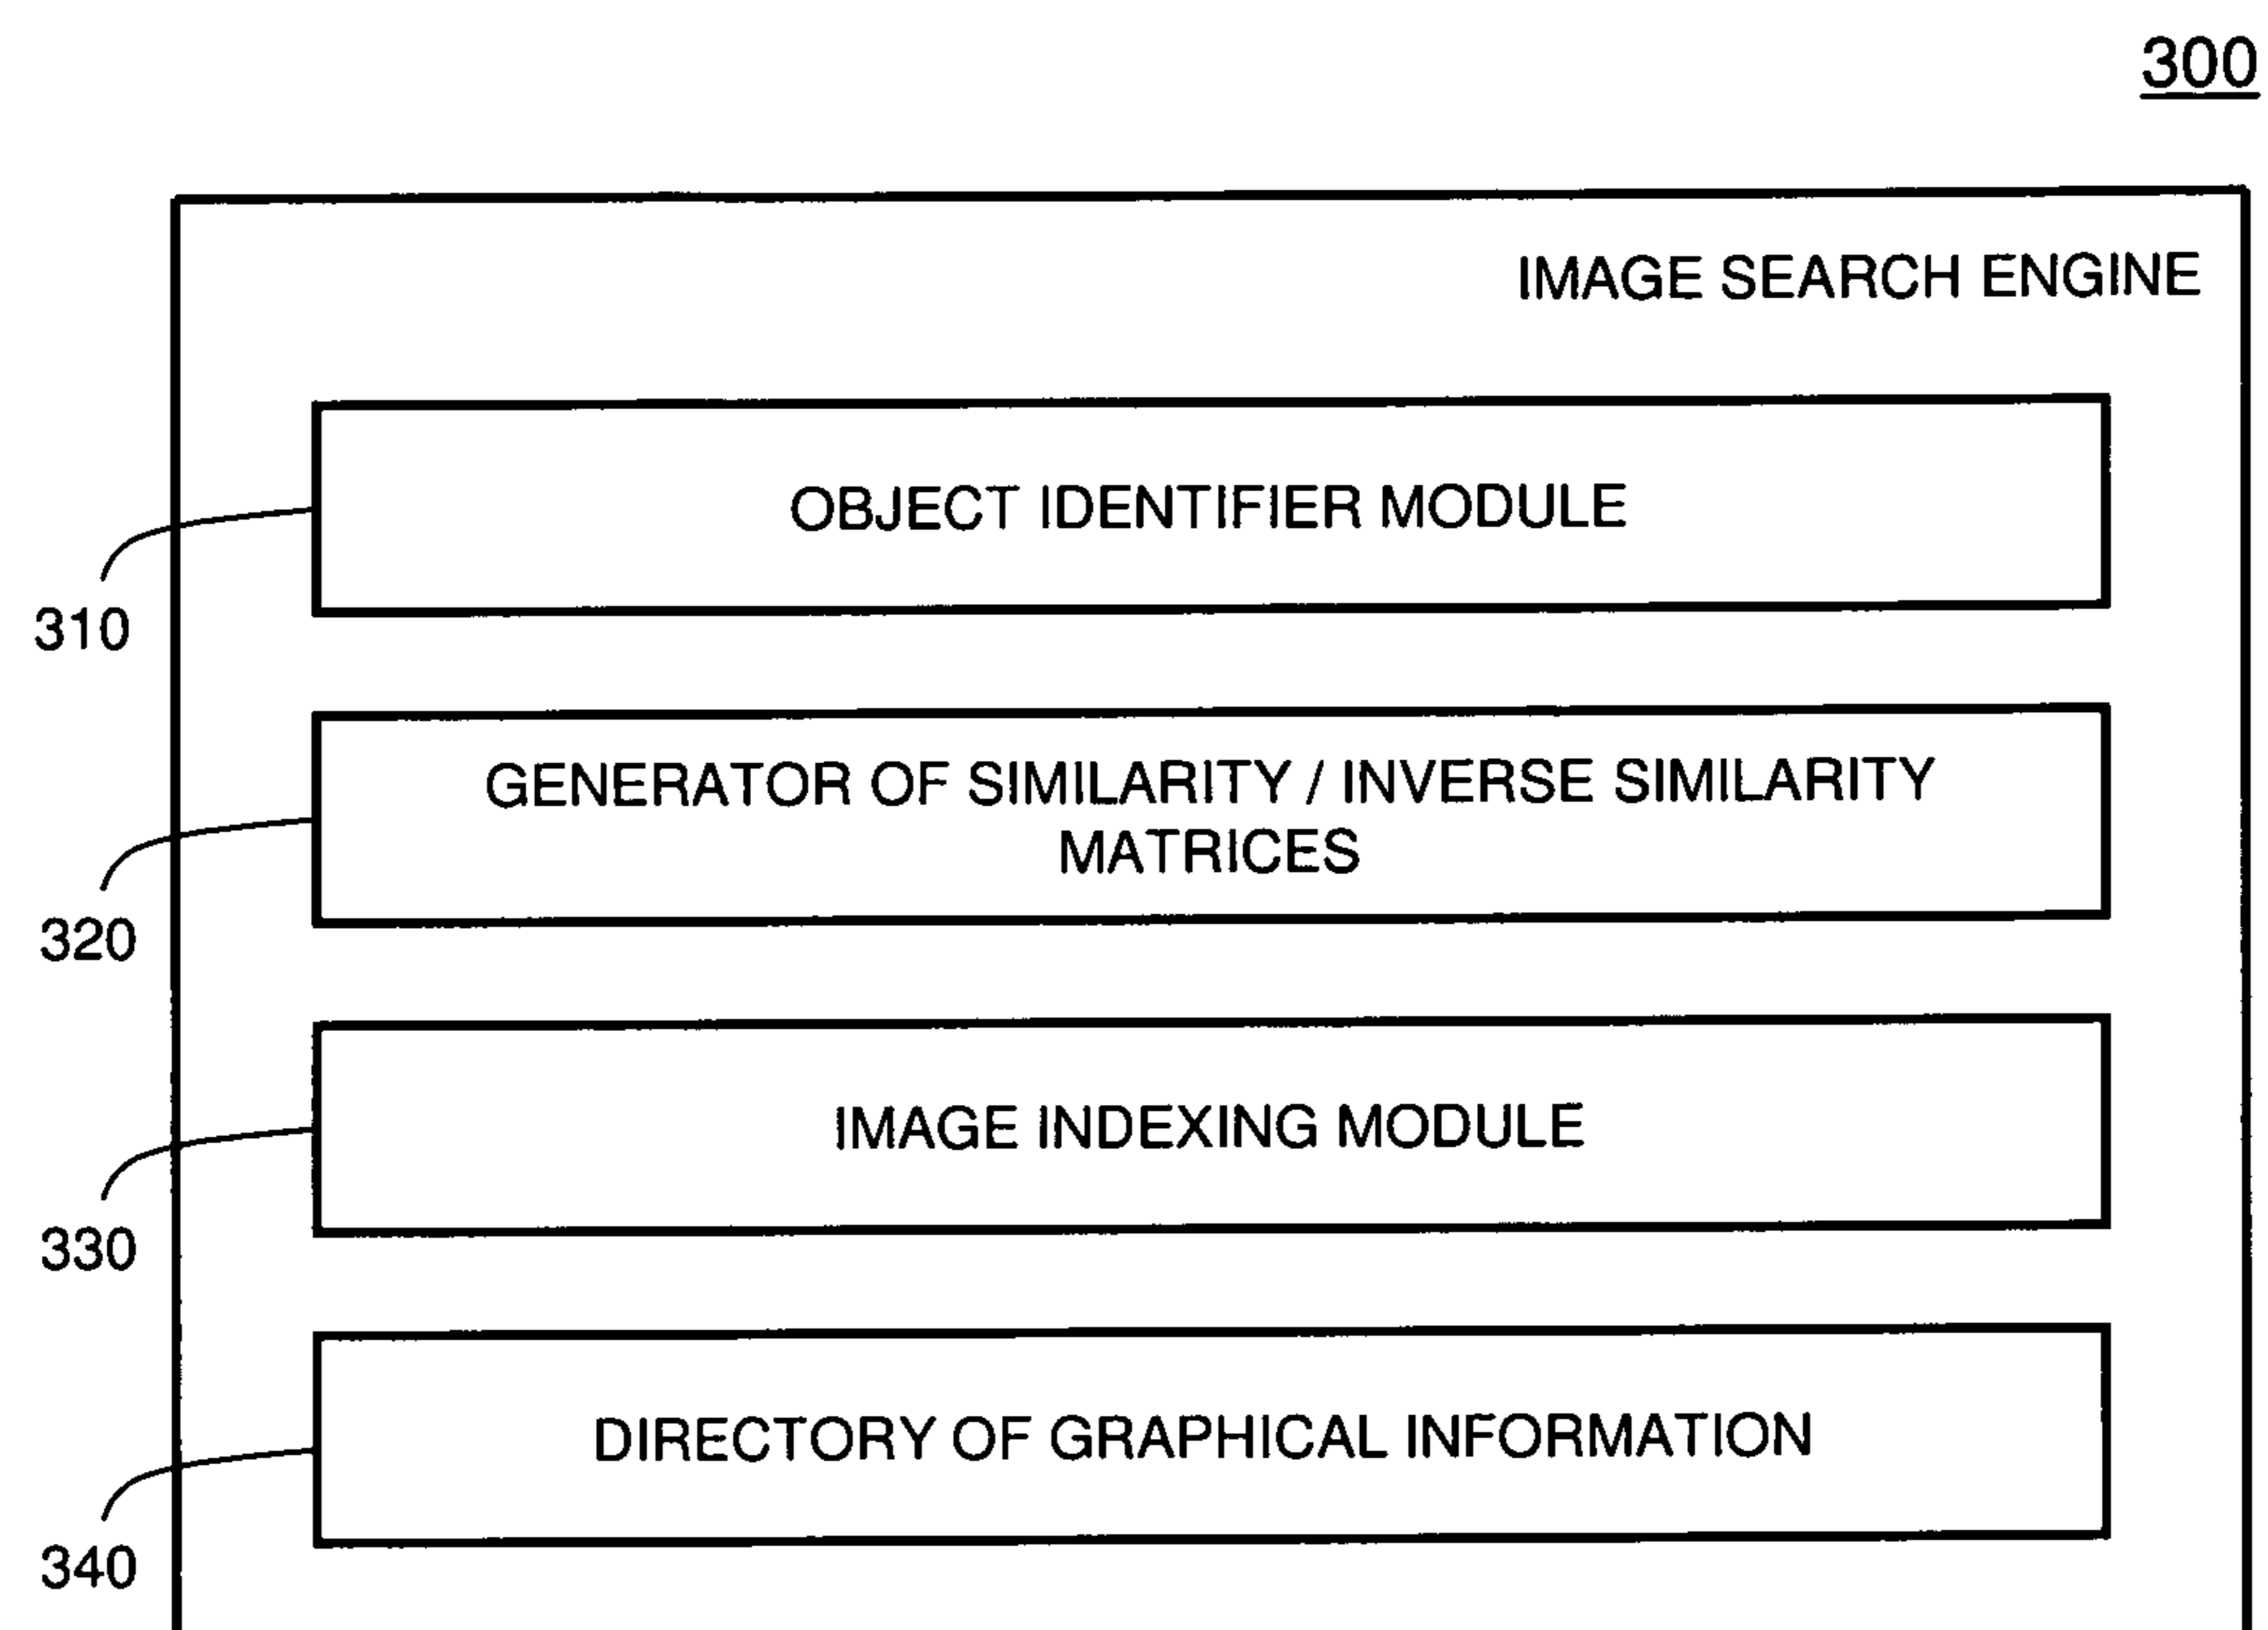 300
IMAGE SEARCH ENGINE
OBJECT IDENTIFIER MODULE
310
GENERATOR OF SIMILARITY / INVERSE SIMILARITY
MATRICES
320
IMAGE INDEXING MODULE
330
DIRECTORY OF GRAPHICAL INFORMATION
340